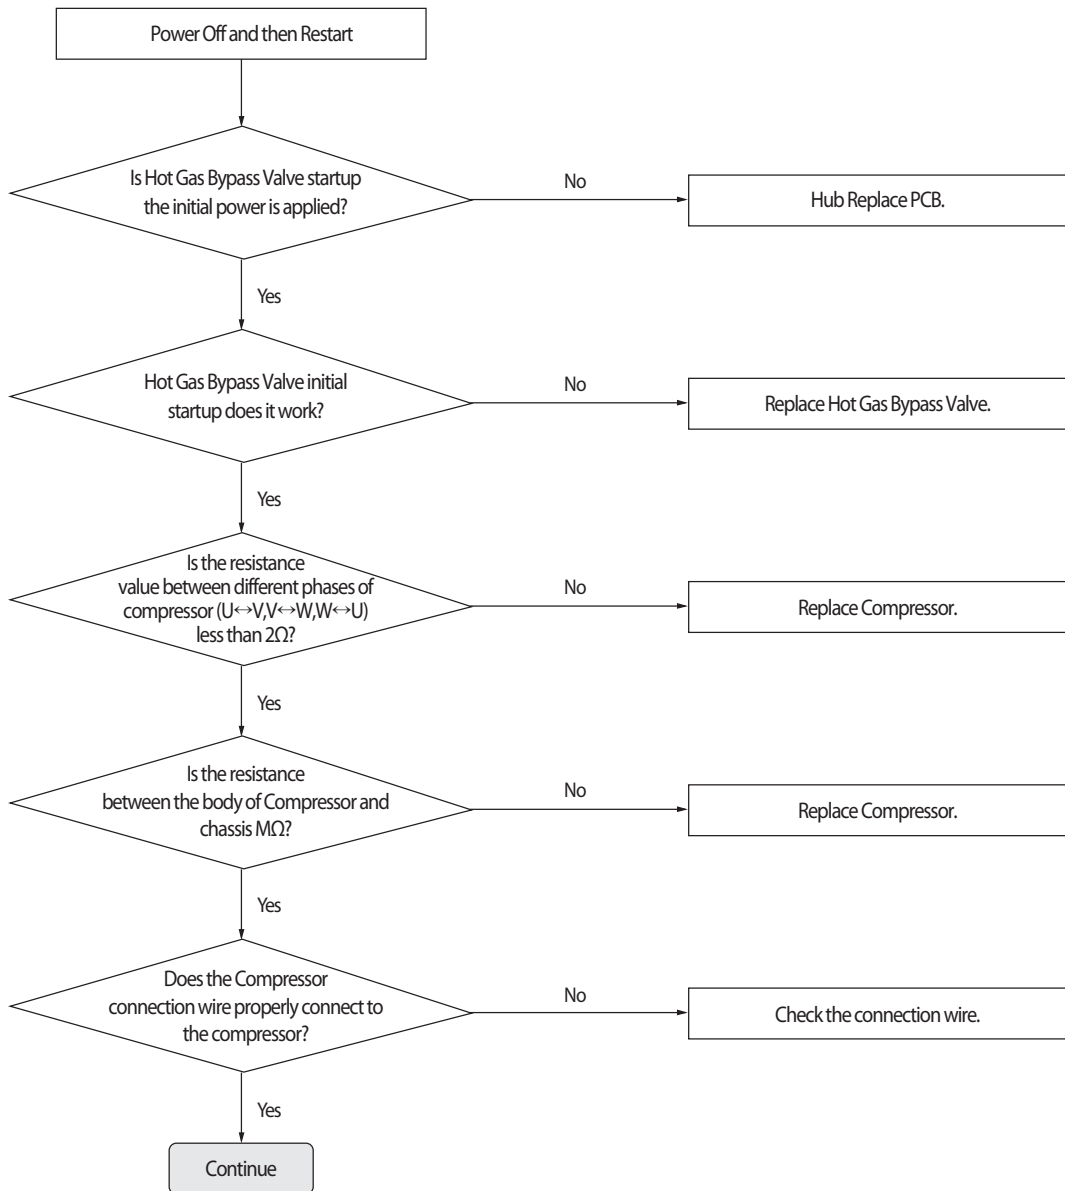 Power Off and then Restart
Is Hot Gas Bypass Valve startup
the initial power is applied?
No
Hub Replace PCB.
Yes
Hot Gas Bypass Valve initial
startup does it work?
No
Replace Hot Gas Bypass Valve.
Yes
Is the resistance
value between different phases of
compressor (U↔V,V↔W,W↔U)
less than 2Ω?
No
Replace Compressor.
Yes
Is the resistance
between the body of Compressor and
chassis MΩ?
No
Replace Compressor.
Yes
Does the Compressor
connection wire properly connect to
the compressor?
No
Check the connection wire.
Yes
Continue